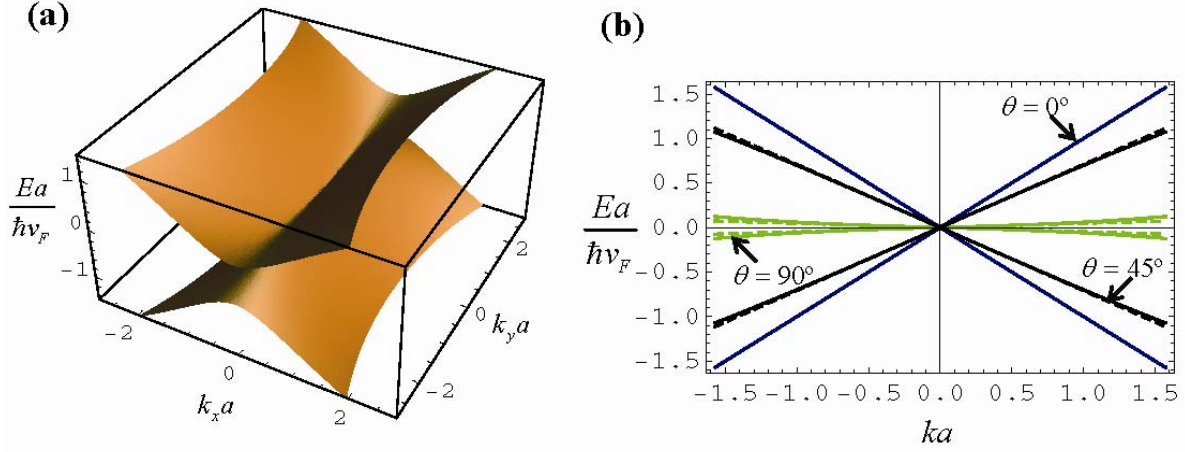 (a)
Ea
ħv_F
1
0
-1
-2
0
2
k_x a
-2
0
2
k_y a
(b)
Ea
ħv_F
1.5
1.0
0.5
0.0
-0.5
-1.0
-1.5
θ = 0°
θ = 90°
θ = 45°
-1.5 -1.0 -0.5 0.0 0.5 1.0 1.5
ka